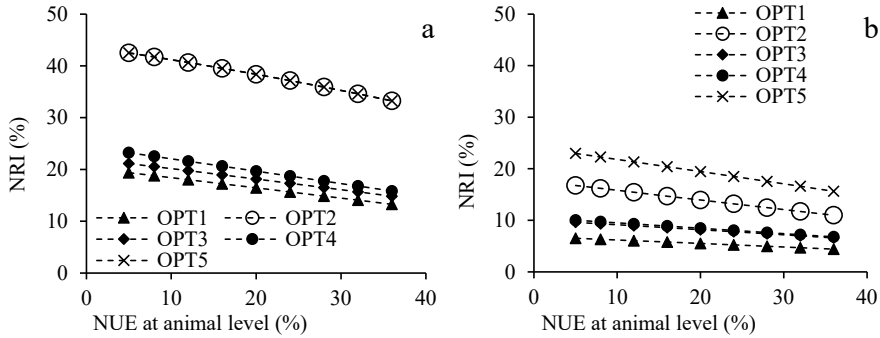 a
50
40
30
20
10
0
NRI (%)
OPT1 OPT2
OPT3 OPT4
OPT5
0 10 20 30 40
NUE at animal level (%)
b
50
40
30
20
10
0
NRI (%)
OPT1
OPT2
OPT3
OPT4
OPT5
0 10 20 30 40
NUE at animal level (%)